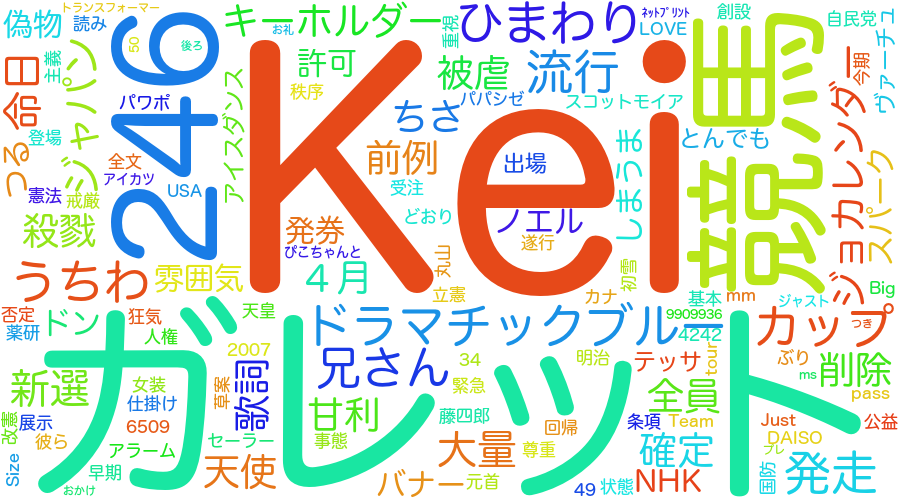 トランスフォーマー
偽物
読み
主義
50
後ろ
命日
ジャパン
パワポ
登場
全文
アイカツ
つる
憲法
戒厳
USA
殺戮
246
アイスダンス
キーホルダー
お礼
許可
秩序
重視
ひまわり
ﾈｯﾄﾌﾟﾘﾝﾄ
LOVE
創設
自民党
ユ
被虐
流行
パパシゼ
スコットモイア
ちさ
Kei
競馬
とんでも
今期
ヴァーチ
ジョカレンダー
スパーク
前例
受注
出場
しまうま
どおり
発券
ノエル
ぴこちゃんと
遂行
丸山
初雪
うちわ
雰囲気
4月
立憲
カナ
基本
mm
ジャスト
Big
否定
薬研
ドン
狂気
人権
天皇
ガレット
ドラマチックブルー
9909936
4242
カップ
つき
2007
兄さん
34
明治
テッサ
tour
ぶり
削除
新選
女装
草案
歌詞
緊急
全員
ms
pass
改憲
展示
仕掛け
甘利
藤四郎
回帰
条項
Team
Just
公益
彼ら
6509
アラーム
セーラー
事態
大量
尊重
確定
DAISO
プレ
Size
早期
おかけ
天使
バナー
元首
49
状態
NHK
国防
発走